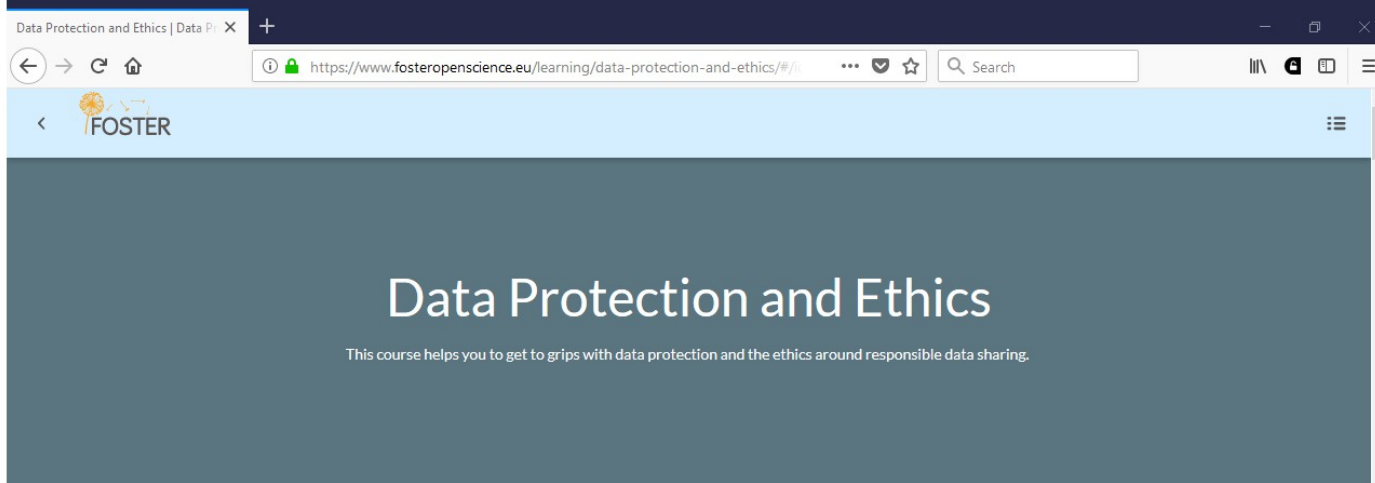 Data Protection and Ethics | Data Pr
https://www.fosteropenscience.eu/learning/data-protection-and-ethics/#/
Search
FOSTER
Data Protection and Ethics
This course helps you to get to grips with data protection and the ethics around responsible data sharing.